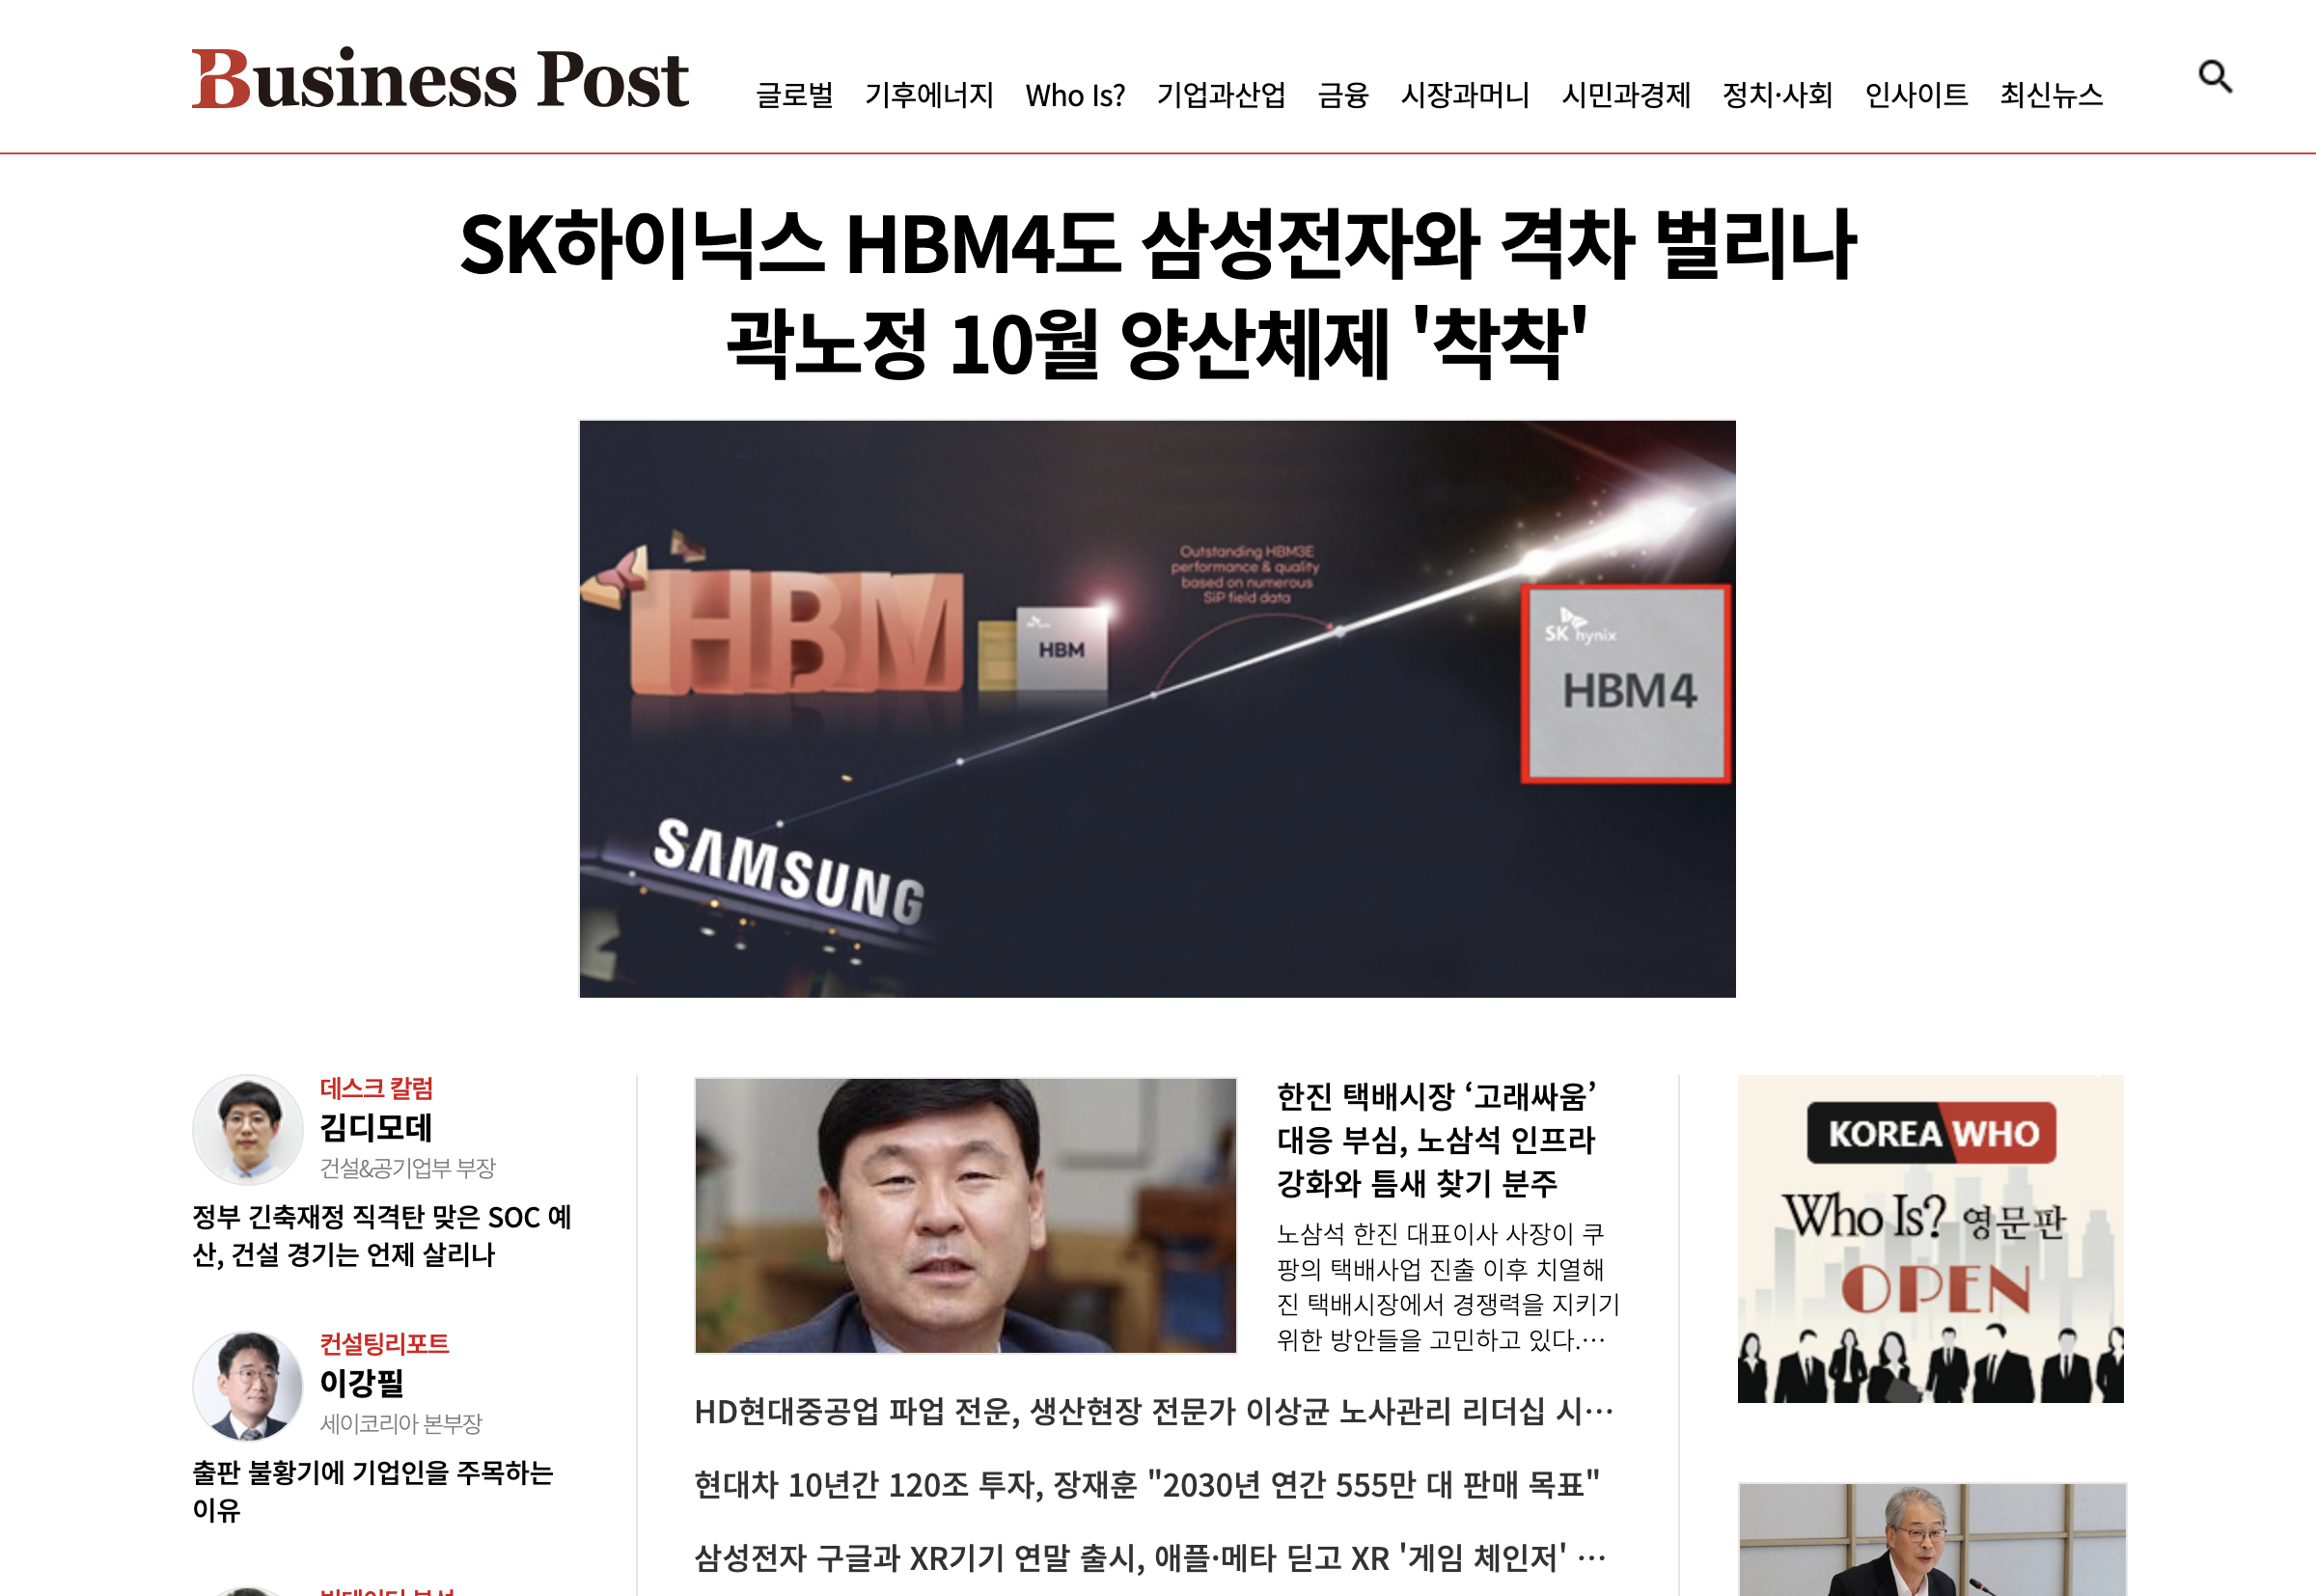 Business Post
글로벌 기후에너지 Who Is? 기업과산업 금융 시장과머니 시민과경제 정치·사회 인사이트 최신뉴스
SK하이닉스 HBM4도 삼성전자와 격차 벌리나
곽노정 10월 양산체제 '착착'
HBM
HBM
Outstanding HBM3E
performance & quality
based on numerous
SiP field data
SK hynix
HBM4
SAMSUNG
데스크 칼럼
김디모데
건설&공기업부 부장
정부 긴축재정 직격탄 맞은 SOC 예
산, 건설 경기는 언제 살리나
컨설팅리포트
이강필
세이코리아 본부장
출판 불황기에 기업인을 주목하는
이유
한진 택배시장 ‘고래싸움’
대응 부심, 노삼석 인프라
강화와 틈새 찾기 분주
노삼석 한진 대표이사 사장이 쿠
팡의 택배사업 진출 이후 치열해
진 택배시장에서 경쟁력을 지키기
위한 방안들을 고민하고 있다.…
HD현대중공업 파업 전운, 생산현장 전문가 이상균 노사관리 리더십 시…
현대차 10년간 120조 투자, 장재훈 "2030년 연간 555만 대 판매 목표"
삼성전자 구글과 XR기기 연말 출시, 애플·메타 딛고 XR '게임 체인저' …
KOREA WHO
Who Is? 영문판
OPEN